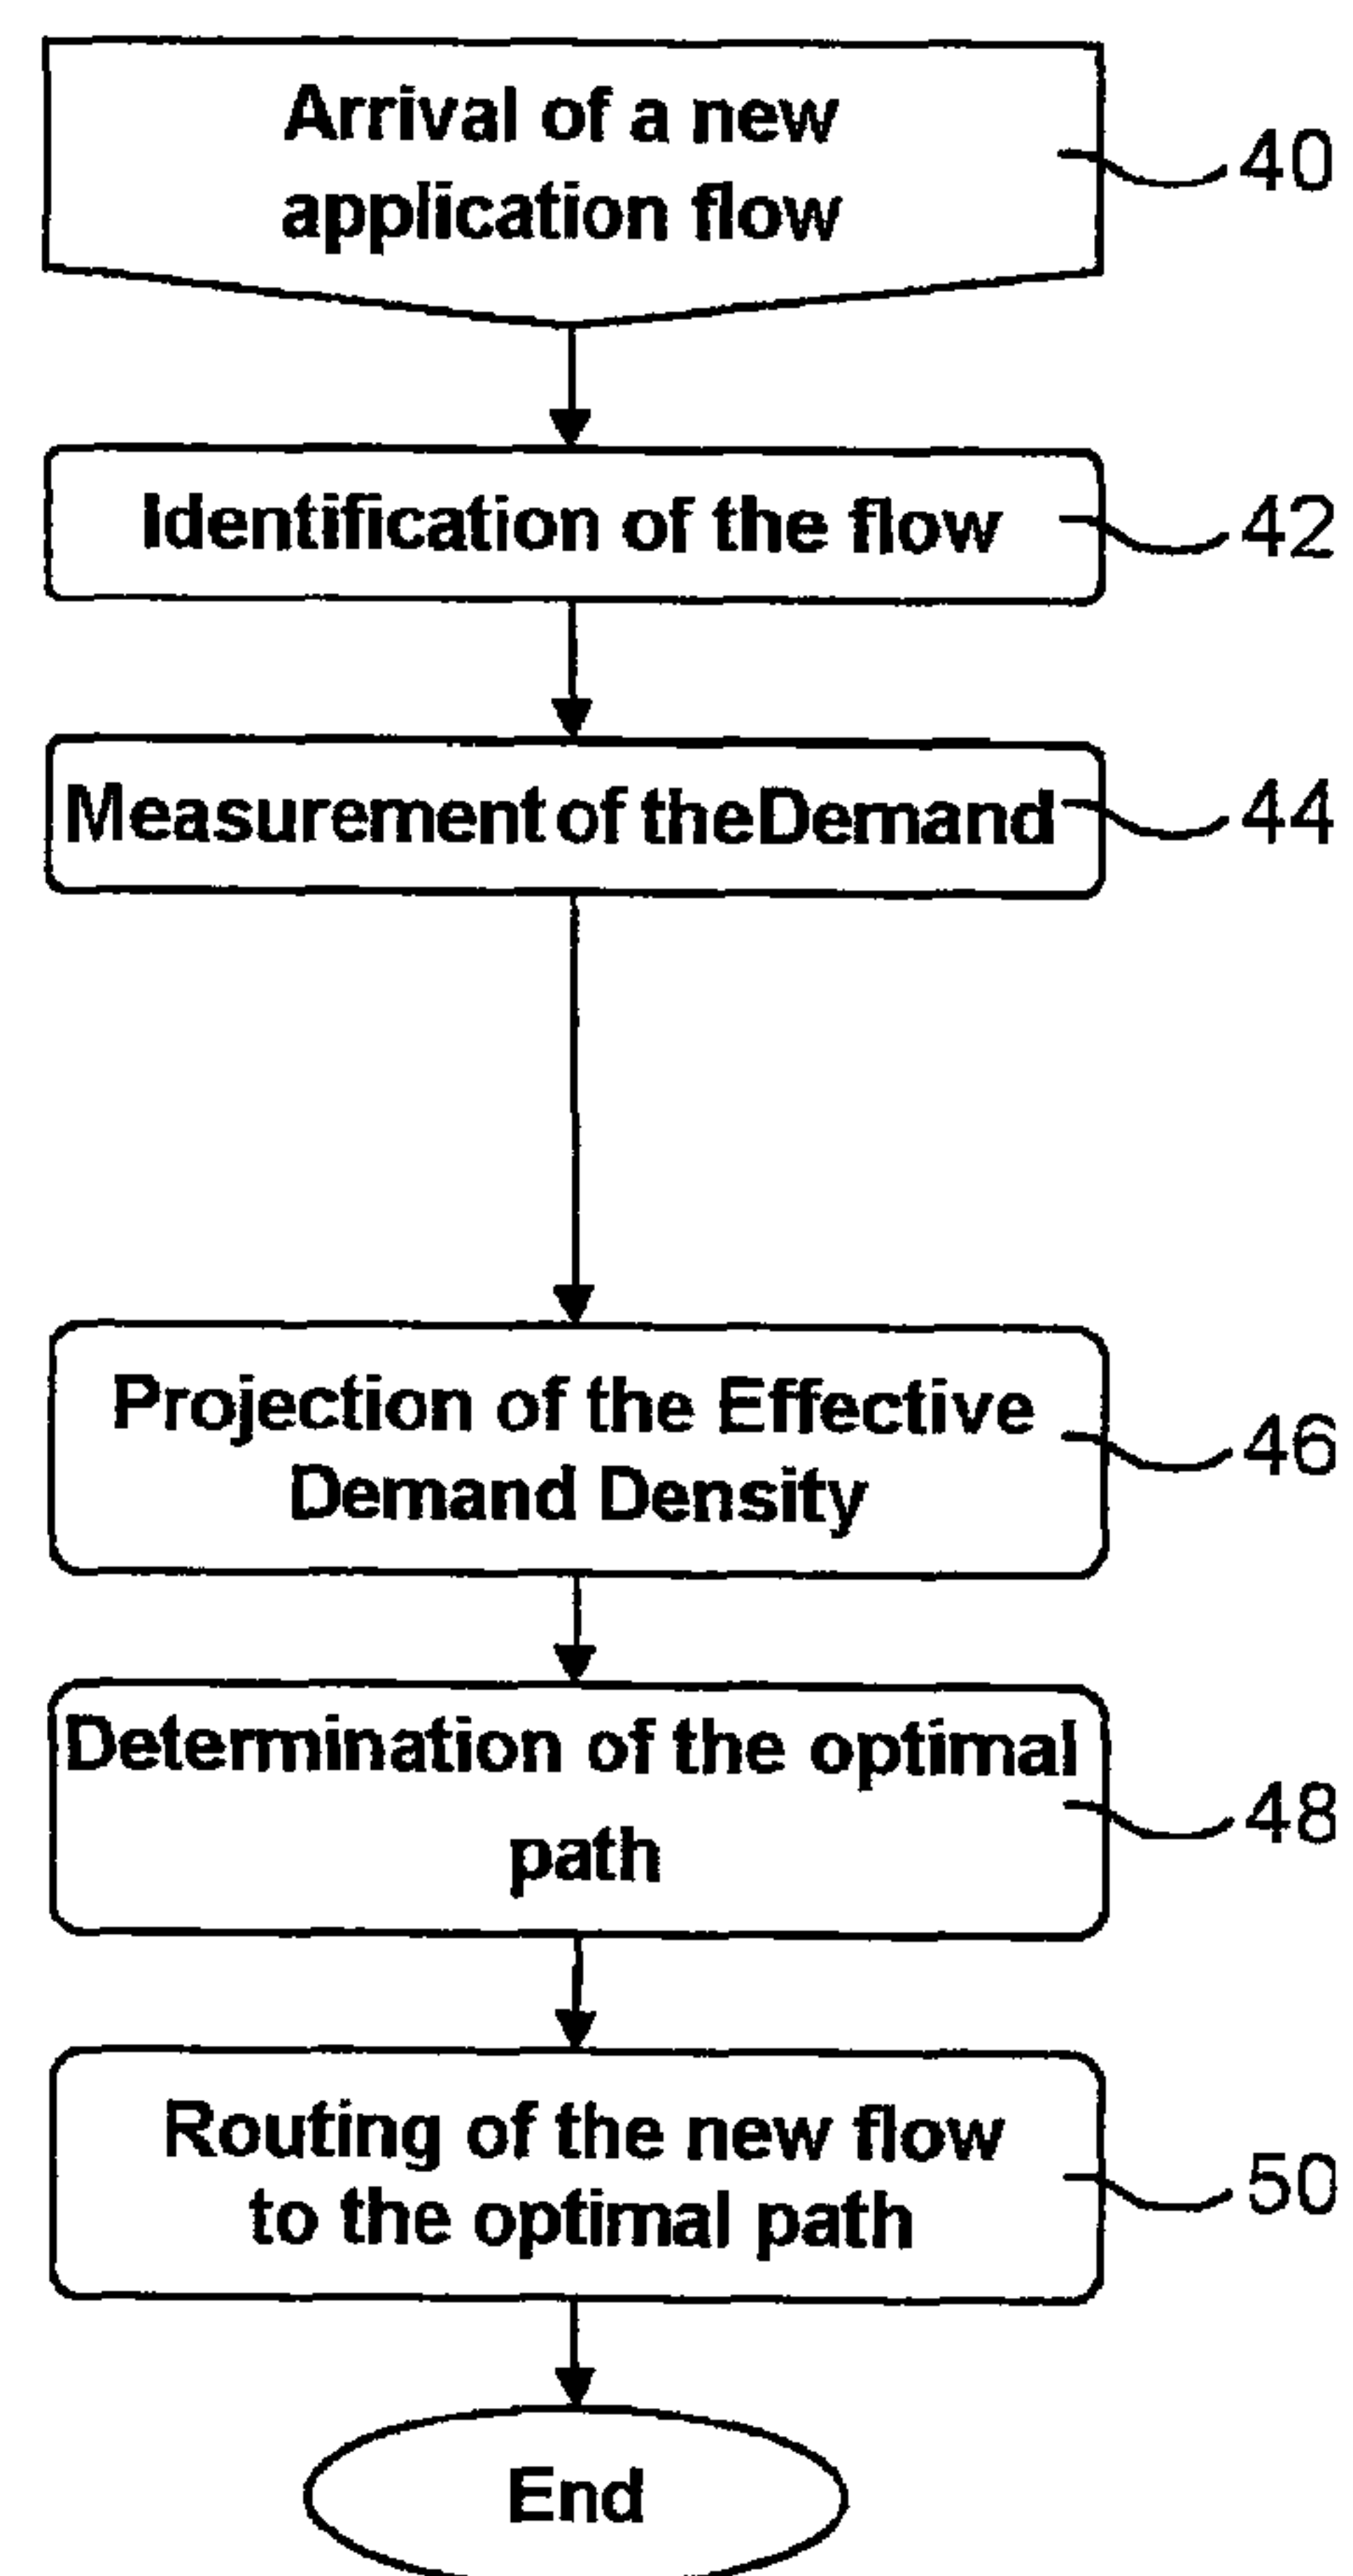 Arrival of a new
application flow
40
Identification of the flow
42
Measurement of theDemand
44
Projection of the Effective
Demand Density
46
Determination of the optimal
path
48
Routing of the new flow
to the optimal path
50
End